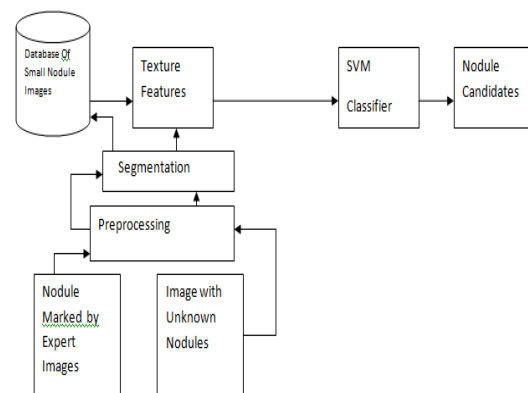 Database Of
Small Nodule
Images
Texture
Features
SVM
Classifier
Nodule
Candidates
Segmentation
Preprocessing
Nodule
Marked by
Expert
Images
Image with
Unknown
Nodules